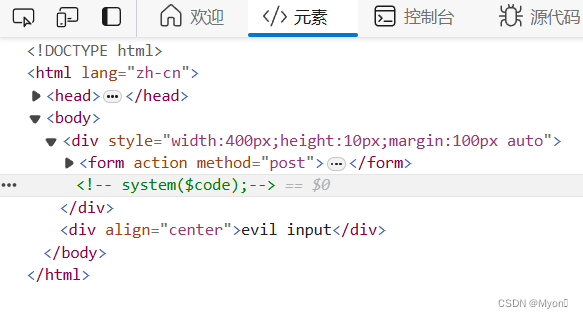 欢迎 元素 控制台 源代码
<!DOCTYPE html>
<html lang="zh-cn">
<head> ••• </head>
<body>
<div style="width:400px;height:10px;margin:100px auto">
<form action method="post"> ••• </form>
••• <!-- system($code);--> == $0
</div>
<div align="center">evil input</div>
</body>
</html>
CSDN @Myon